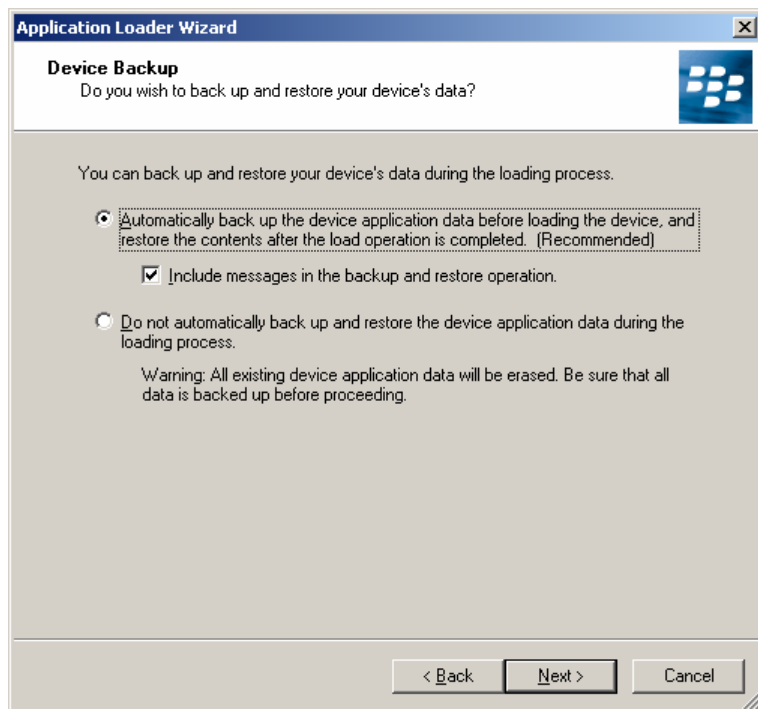 Application Loader Wizard
Device Backup
Do you wish to back up and restore your device's data?
You can back up and restore your device's data during the loading process.
Automatically back up the device application data before loading the device, and
restore the contents after the load operation is completed. (Recommended)
Include messages in the backup and restore operation.
Do not automatically back up and restore the device application data during the
loading process.
Warning: All existing device application data will be erased. Be sure that all
data is backed up before proceeding.
< Back Next > Cancel